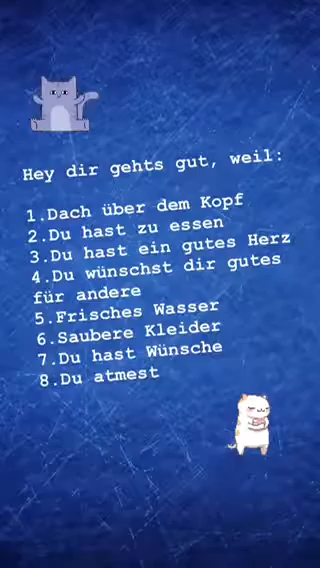 Hey dir gehts gut, weil:
1.Dach über dem Kopf
2.Du hast zu essen
3.Du hast ein gutes Herz
4.Du wünschst dir gutes
für andere
5.Frisches Wasser
6.Saubere Kleider
7.Du hast Wünsche
8.Du atmest